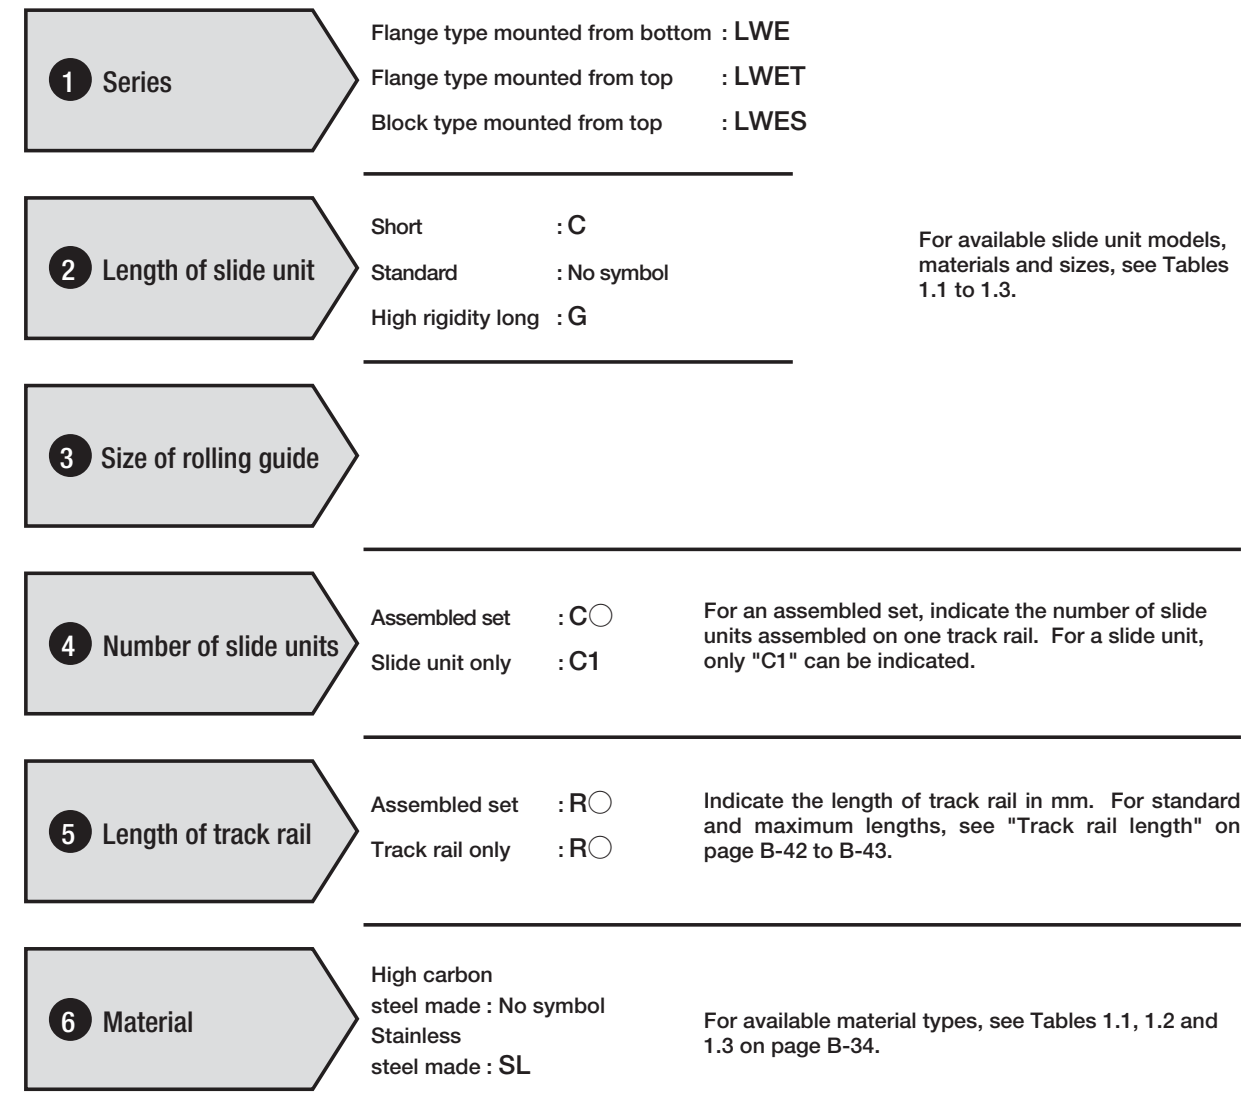 1 Series
Flange type mounted from bottom : LWE
Flange type mounted from top : LWET
Block type mounted from top : LWES
2 Length of slide unit
Short : C
Standard : No symbol
High rigidity long : G
For available slide unit models,
materials and sizes, see Tables
1.1 to 1.3.
3 Size of rolling guide
4 Number of slide units
Assembled set : C○
Slide unit only : C1
For an assembled set, indicate the number of slide
units assembled on one track rail. For a slide unit,
only "C1" can be indicated.
5 Length of track rail
Assembled set : R○
Track rail only : R○
Indicate the length of track rail in mm. For standard
and maximum lengths, see "Track rail length" on
page B-42 to B-43.
6 Material
High carbon
steel made : No symbol
Stainless
steel made : SL
For available material types, see Tables 1.1, 1.2 and
1.3 on page B-34.